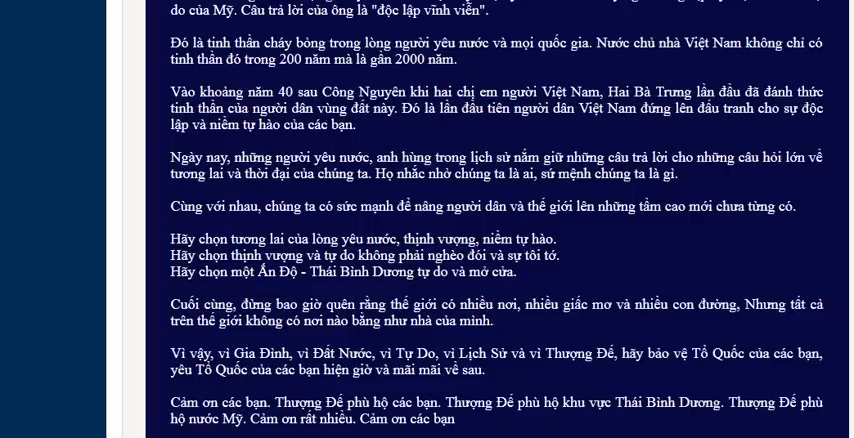 do của Mỹ. Câu trả lời của ông là "độc lập vĩnh viễn".
Đó là tinh thần cháy bỏng trong lòng người yêu nước và mọi quốc gia. Nước chủ nhà Việt Nam không chỉ có
tinh thần đó trong 200 năm mà là gần 2000 năm.
Vào khoảng năm 40 sau Công Nguyên khi hai chị em người Việt Nam, Hai Bà Trưng lần đầu đã đánh thức
tinh thần của người dân vùng đất này. Đó là lần đầu tiên người dân Việt Nam đứng lên đấu tranh cho sự độc
lập và niềm tự hào của các bạn.
Ngày nay, những người yêu nước, anh hùng trong lịch sử nắm giữ những câu trả lời cho những câu hỏi lớn về
tương lai và thời đại của chúng ta. Họ nhắc nhở chúng ta là ai, sứ mệnh chúng ta là gì.
Cùng với nhau, chúng ta có sức mạnh để nâng người dân và thế giới lên những tầm cao mới chưa từng có.
Hãy chọn tương lai của lòng yêu nước, thịnh vượng, niềm tự hào.
Hãy chọn thịnh vượng và tự do không phải nghèo đói và sự tôi tớ.
Hãy chọn một Ấn Độ - Thái Bình Dương tự do và mở cửa.
Cuối cùng, đừng bao giờ quên rằng thế giới có nhiều nơi, nhiều giấc mơ và nhiều con đường, Nhưng tất cả
trên thế giới không có nơi nào bằng như nhà của mình.
Vì vậy, vì Gia Đình, vì Đất Nước, vì Tự Do, vì Lịch Sử và vì Thượng Đế, hãy bảo vệ Tổ Quốc của các bạn,
yêu Tổ Quốc của các bạn hiện giờ và mãi mãi về sau.
Cảm ơn các bạn. Thượng Đế phù hộ các bạn. Thượng Đế phù hộ khu vực Thái Bình Dương. Thượng Đế phù
hộ nước Mỹ. Cảm ơn rất nhiều. Cảm ơn các bạn